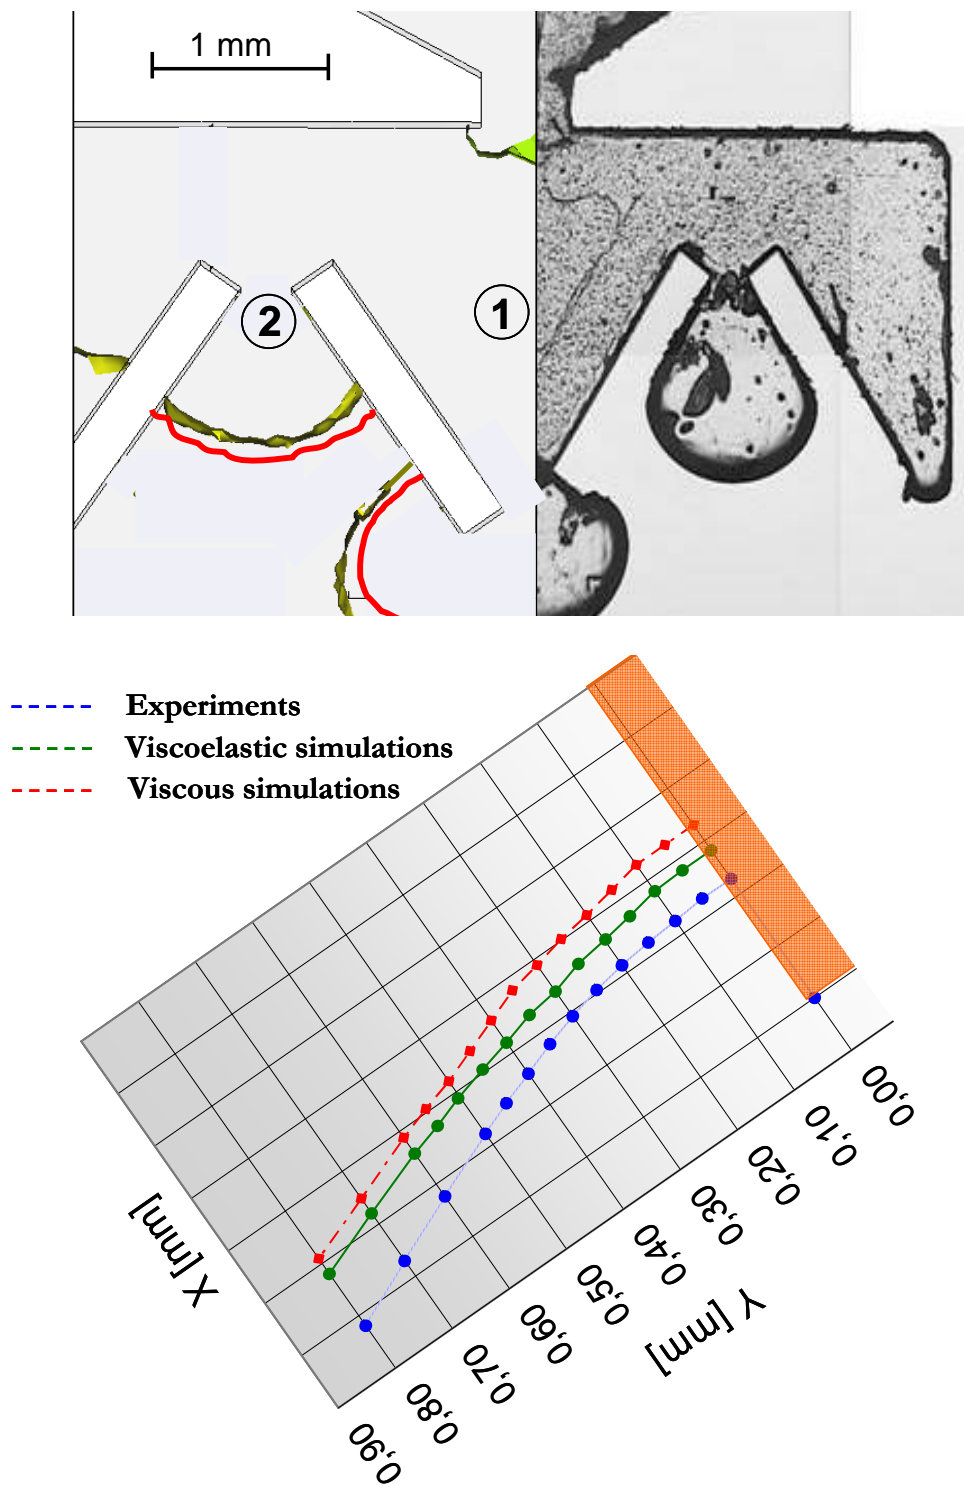 1 mm
2
1
Experiments
Viscoelastic simulations
Viscous simulations
0,00
0,10
0,20
0,30
0,40
0,50
0,60
0,70
0,80
0,90
Y [mm]
X [mm]